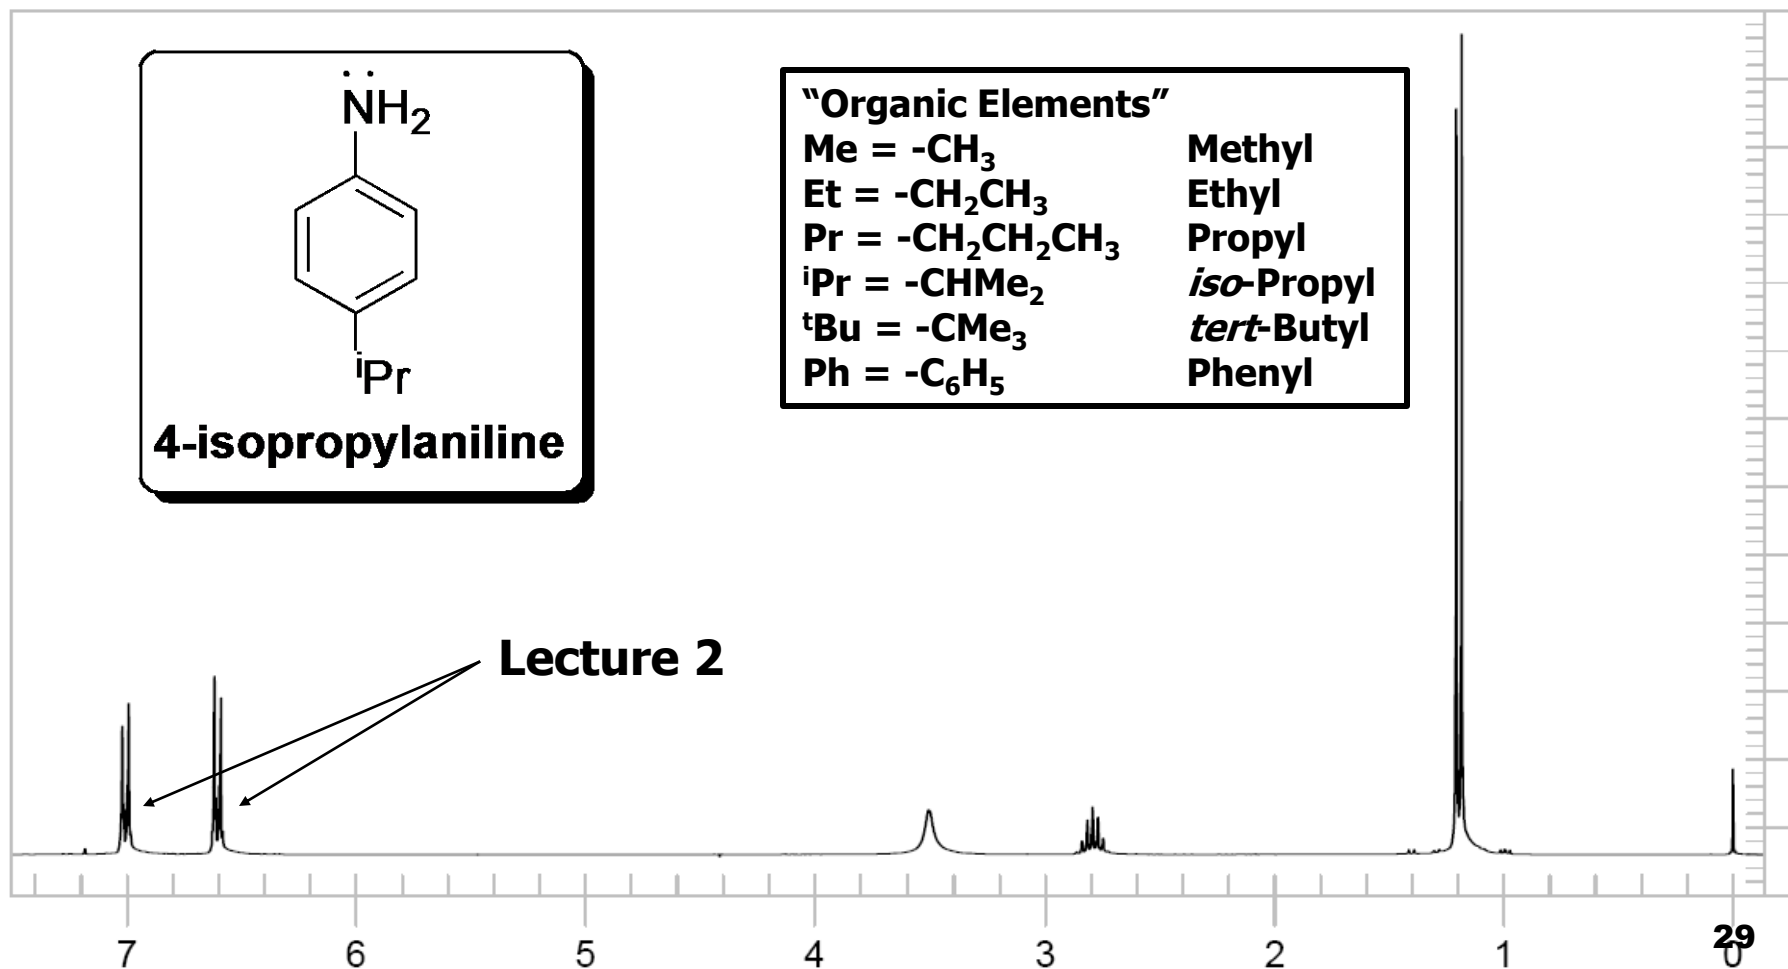 N̈H₂
ⁱPr
4-isopropylaniline
“Organic Elements”
Me = -CH₃ Methyl
Et = -CH₂CH₃ Ethyl
Pr = -CH₂CH₂CH₃ Propyl
ⁱPr = -CHMe₂ iso-Propyl
ᵗBu = -CMe₃ tert-Butyl
Ph = -C₆H₅ Phenyl
Lecture 2
7 6 5 4 3 2 1 0
29